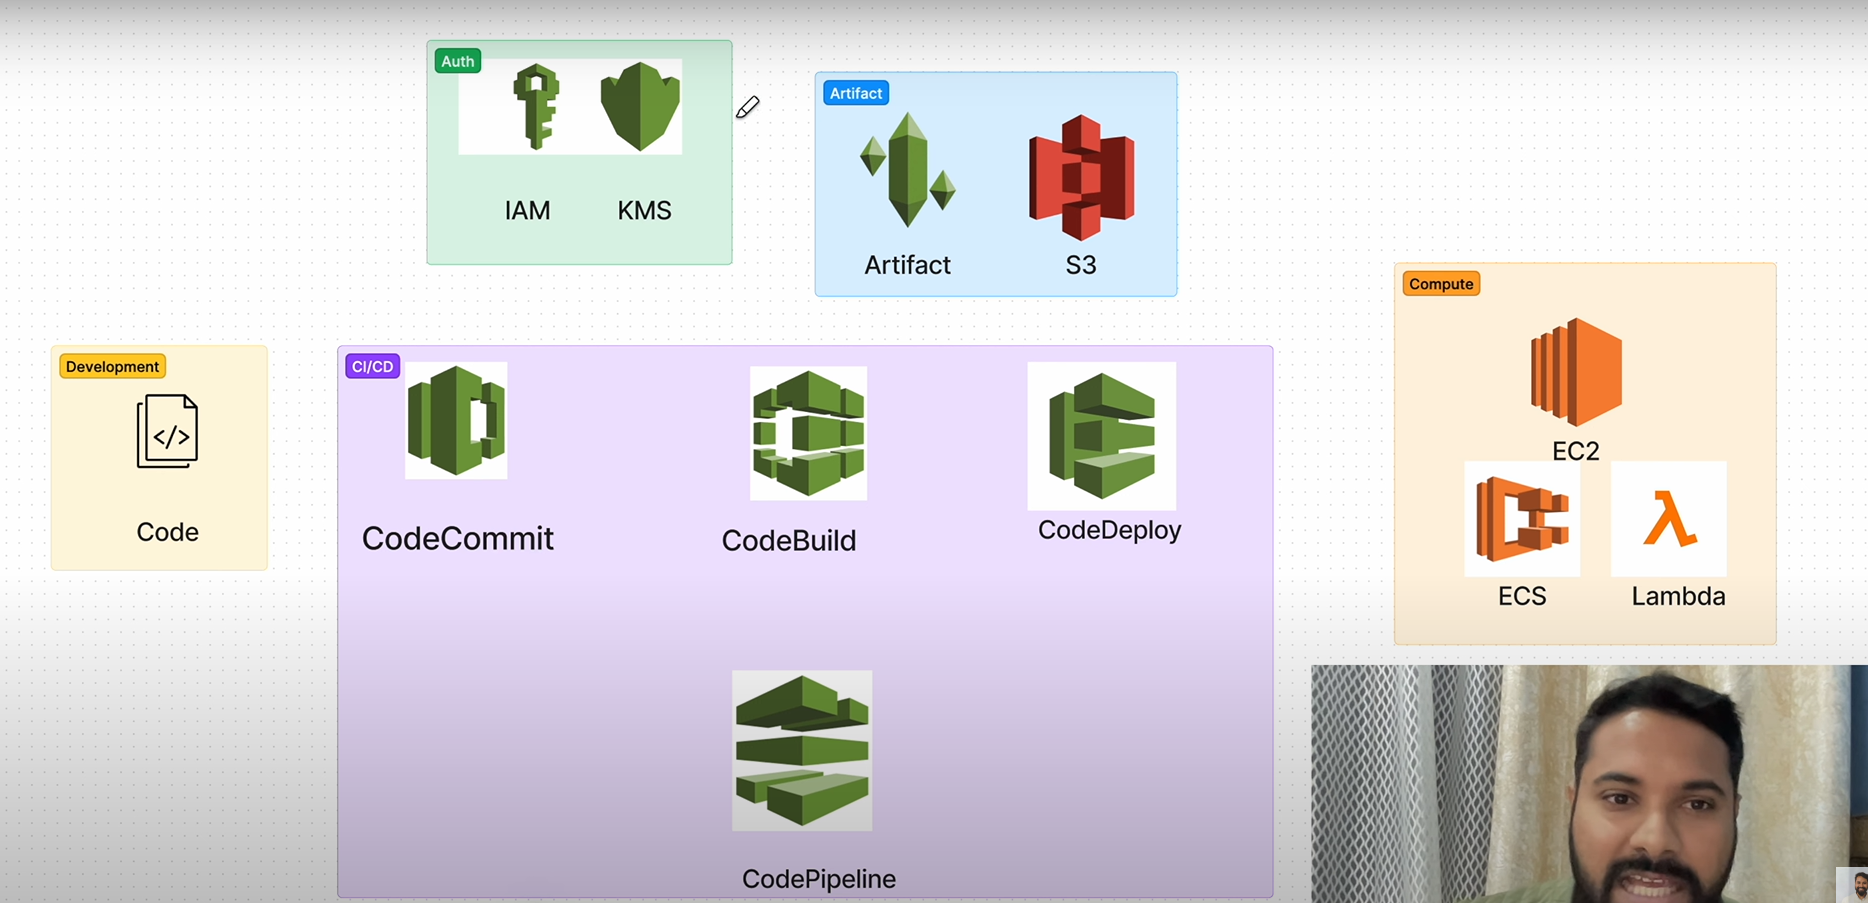 Auth
IAM
KMS
Artifact
Artifact
S3
Compute
EC2
ECS
Lambda
Development
</>
Code
CI/CD
CodeCommit
CodeBuild
CodeDeploy
CodePipeline